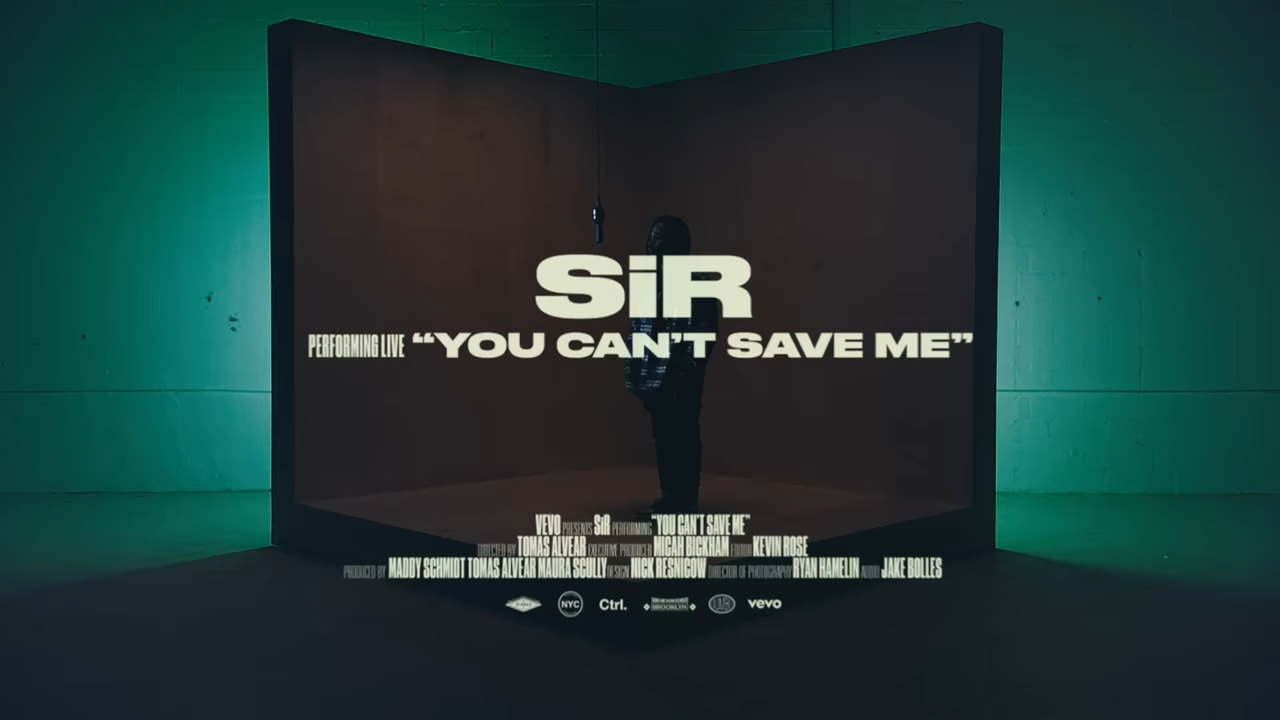 SiR
PERFORMING LIVE “YOU CAN’T SAVE ME”
VEVO PRESENTS SiR PERFORMING “YOU CAN’T SAVE ME”
DIRECTED BY TOMAS ALVEAR EXECUTIVE PRODUCER MICAH BICKHAM EDITOR KEVIN ROSE
PRODUCED BY MADDY SCHMIDT TOMAS ALVEAR MAURA SCULLY DESIGN NICK RESNICOW DIRECTOR OF PHOTOGRAPHY RYAN HAMELIN AUDIO JAKE BOLLES
NYC Ctrl. BROOKLYN vevo